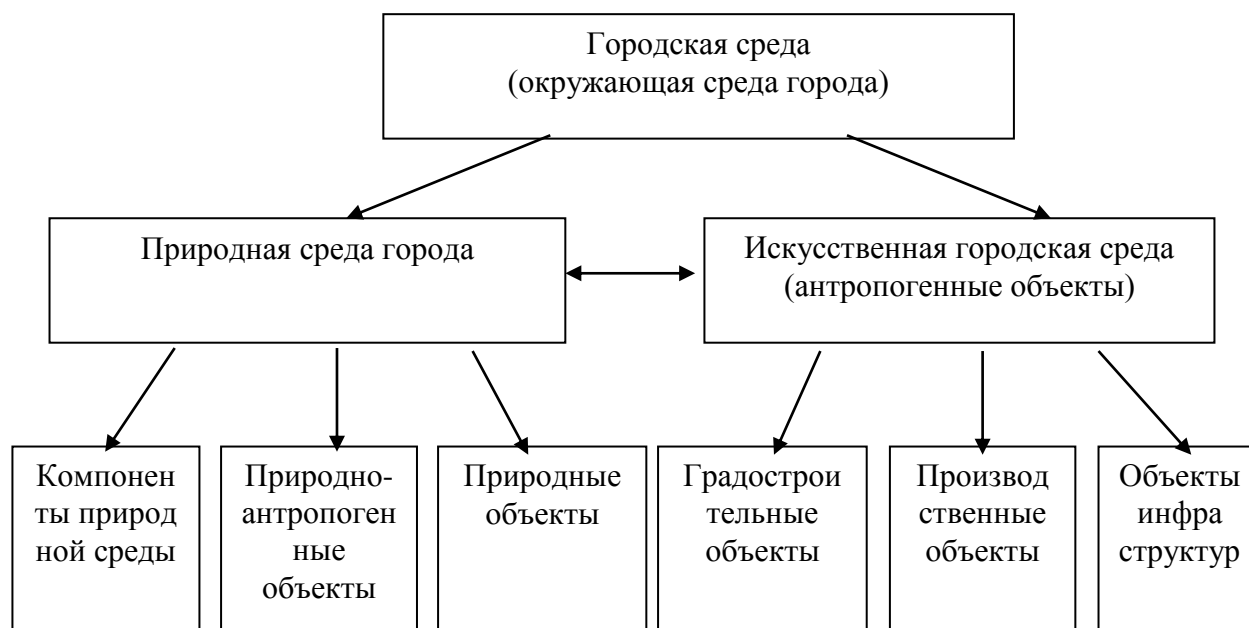 Городская среда
(окружающая среда города)
Природная среда города
Искусственная городская среда
(антропогенные объекты)
Компонен
ты природ
ной среды
Природно-
антропоген
ные
объекты
Природные
объекты
Градострои
тельные
объекты
Производ
ственные
объекты
Объекты
инфра
структур